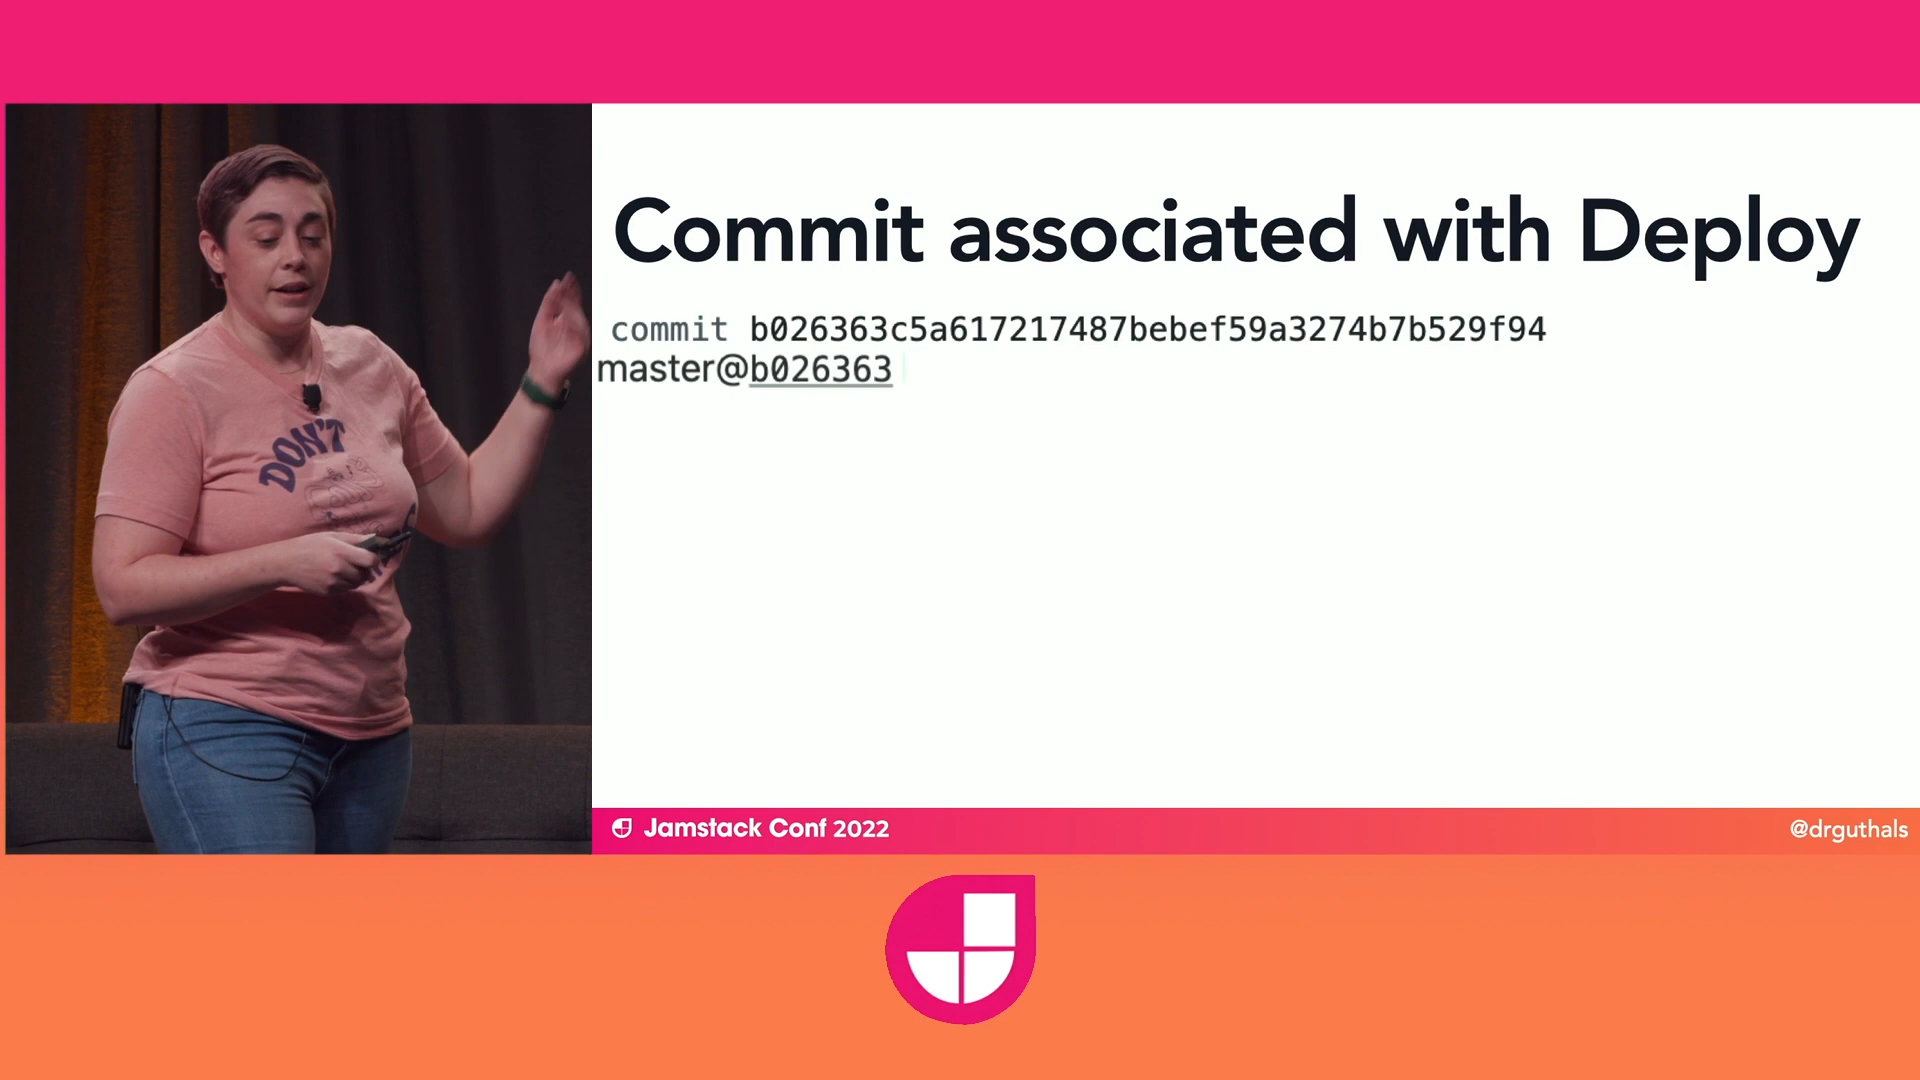 Commit associated with Deploy
commit b026363c5a617217487bebef59a3274b7b529f94
master@b026363
DON'T
Jamstack Conf 2022
@drguthals